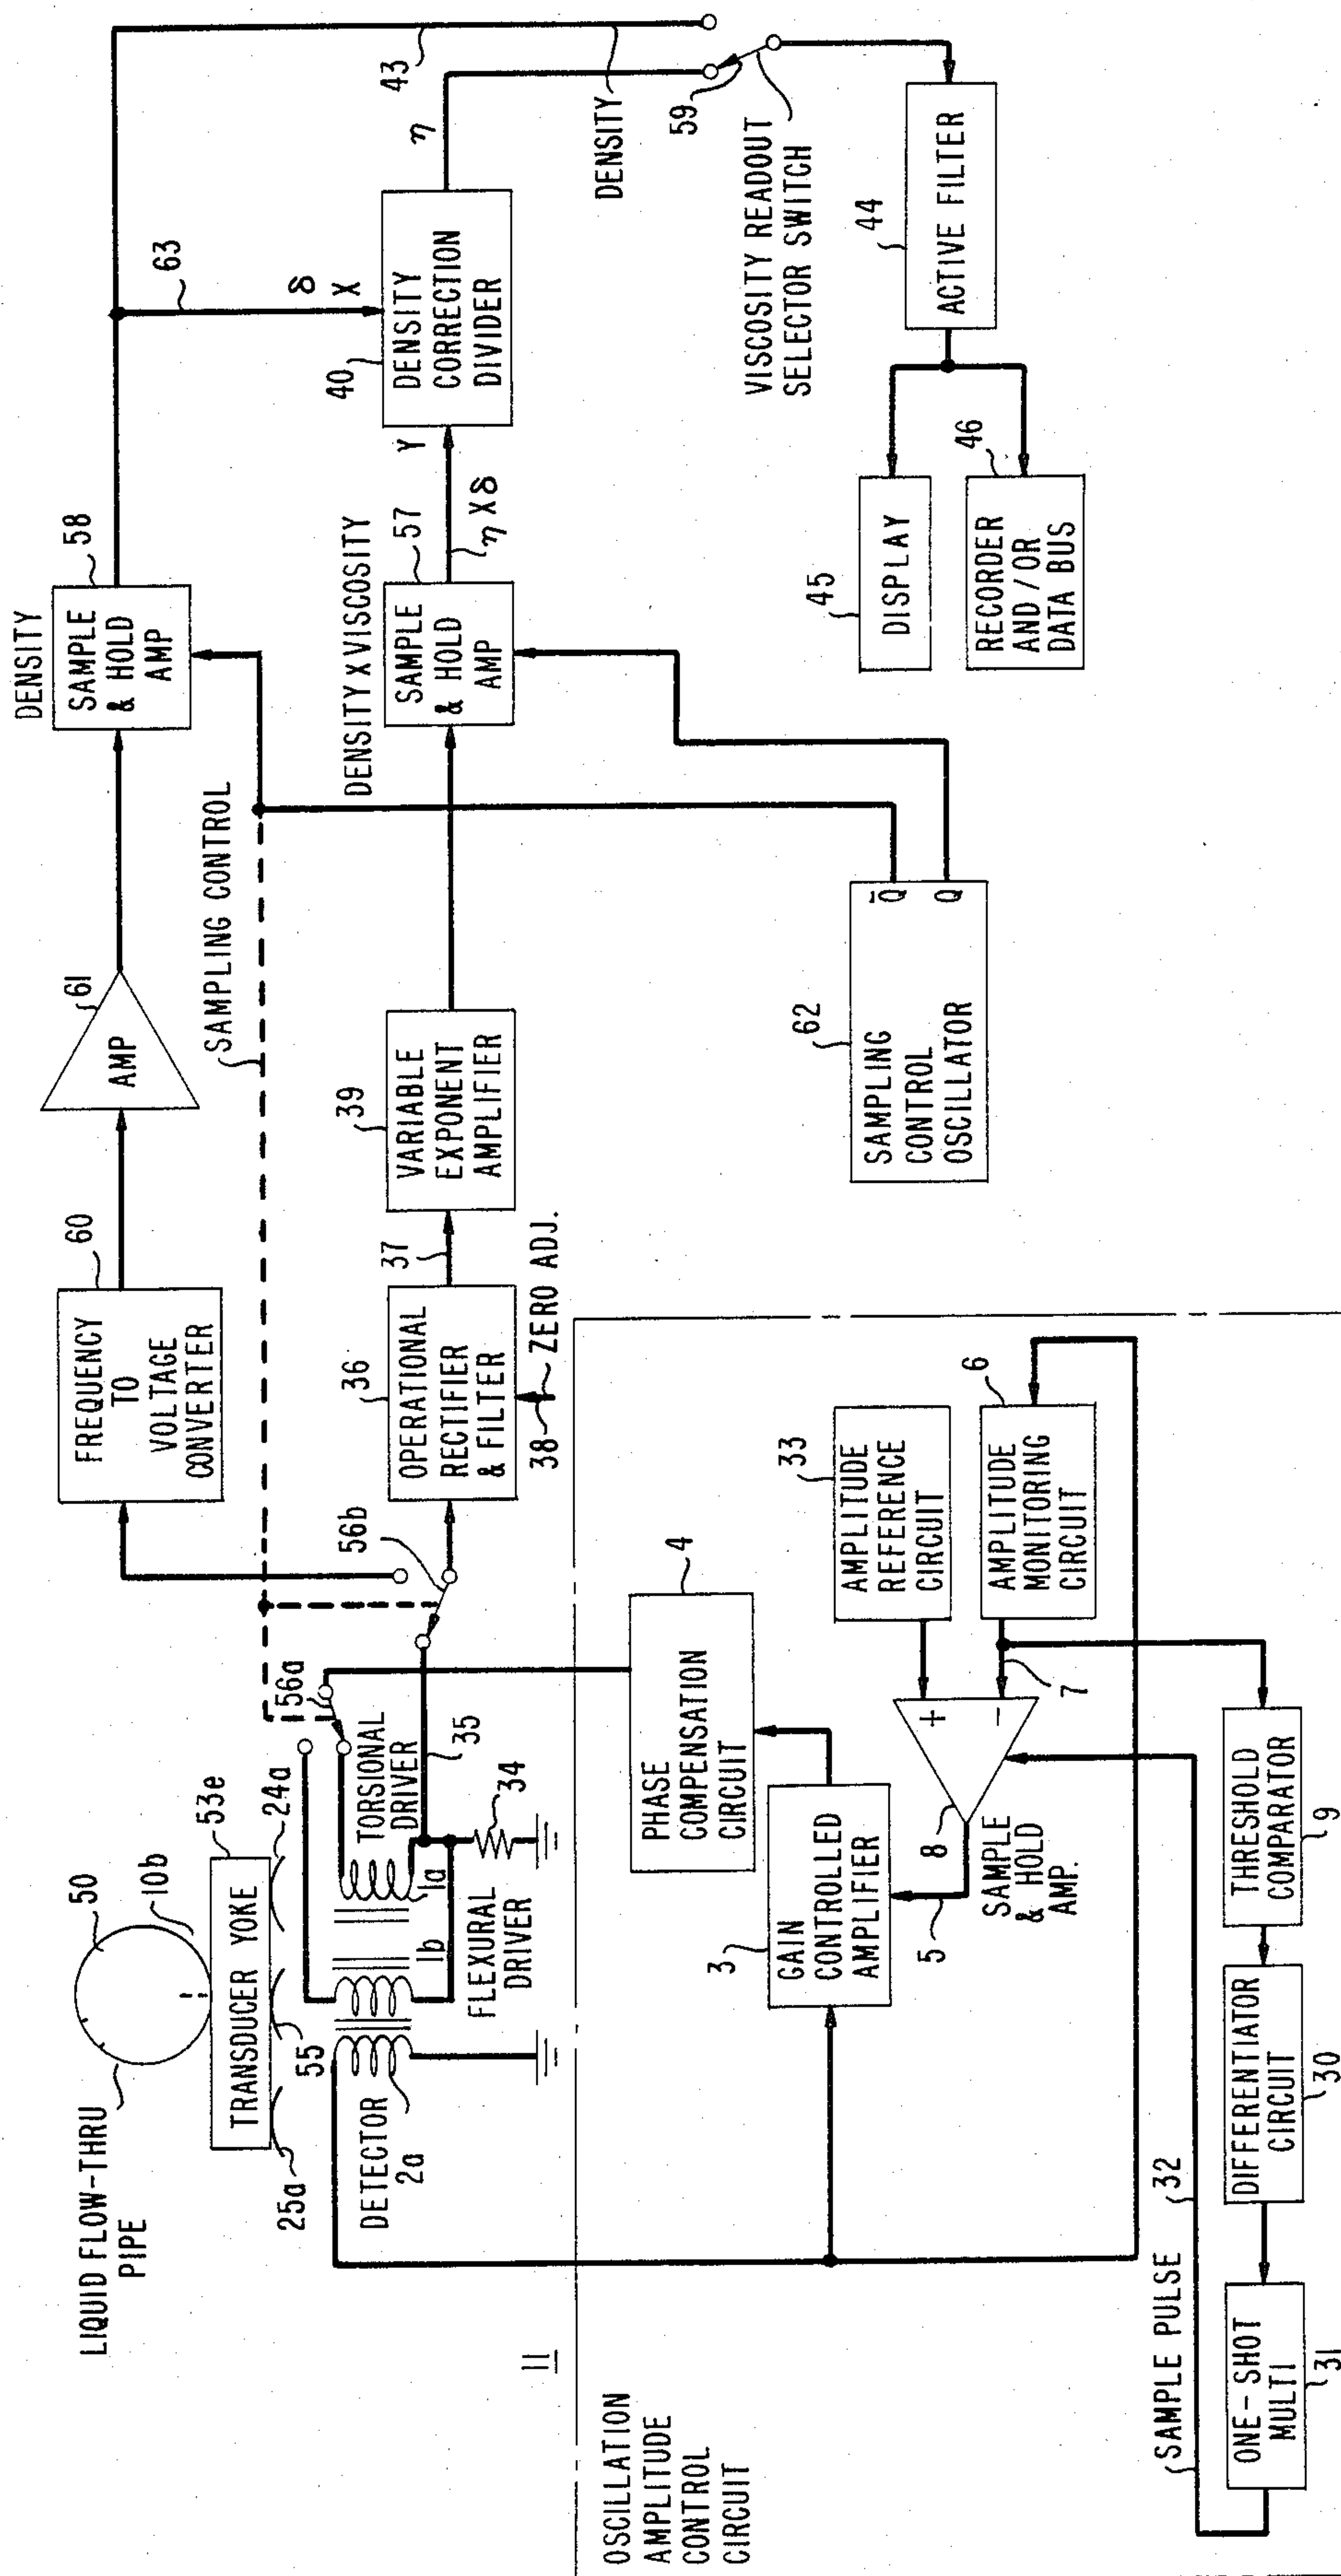 DENSITY
58
SAMPLE
& HOLD
AMP
63
δ
X
43
DENSITY
η
59
VISCOSITY READOUT
SELECTOR SWITCH
40
DENSITY
CORRECTION
DIVIDER
Y
44
ACTIVE FILTER
SAMPLING CONTROL
61
AMP
60
FREQUENCY
TO
VOLTAGE
CONVERTER
DENSITY X VISCOSITY
57
SAMPLE
& HOLD
AMP
η X δ
45
DISPLAY
46
RECORDER
AND/OR
DATA BUS
39
VARIABLE
EXPONENT
AMPLIFIER
37
36
OPERATIONAL
RECTIFIER
& FILTER
38
ZERO ADJ.
62
SAMPLING
CONTROL
OSCILLATOR
Q
Q
LIQUID FLOW-THRU
PIPE
50
10b
53e
TRANSDUCER YOKE
24a
25a
55
56a
56b
TORSIONAL
DRIVER
35
34
1a
1b
FLEXURAL
DRIVER
DETECTOR
2a
11
4
PHASE
COMPENSATION
CIRCUIT
33
AMPLITUDE
REFERENCE
CIRCUIT
6
AMPLITUDE
MONITORING
CIRCUIT
7
+
-
8
SAMPLE
& HOLD
AMP.
5
3
GAIN
CONTROLLED
AMPLIFIER
OSCILLATION
AMPLITUDE
CONTROL
CIRCUIT
SAMPLE PULSE
32
THRESHOLD
COMPARATOR
9
DIFFERENTIATOR
CIRCUIT
30
ONE-SHOT
MULTI
31